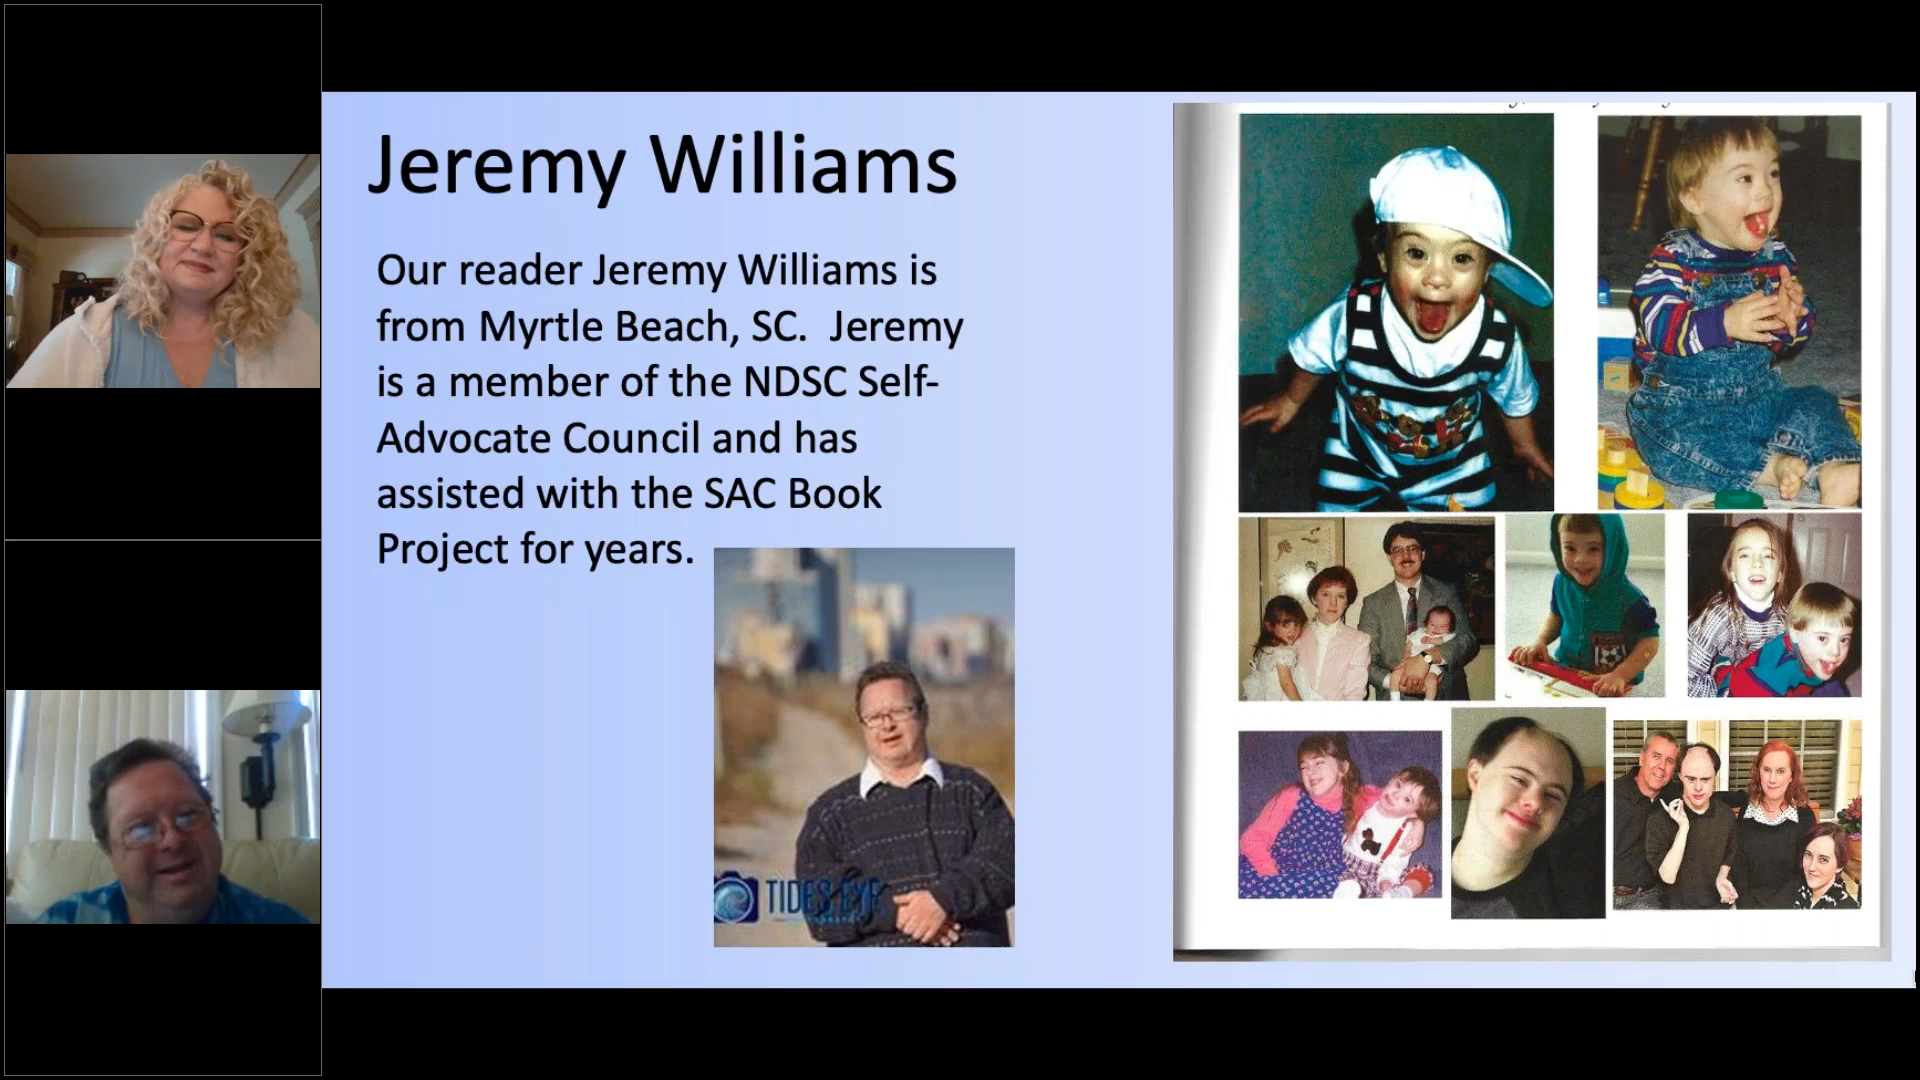 Jeremy Williams
Our reader Jeremy Williams is
from Myrtle Beach, SC.  Jeremy
is a member of the NDSC Self-
Advocate Council and has
assisted with the SAC Book
Project for years.
TIDES EYE